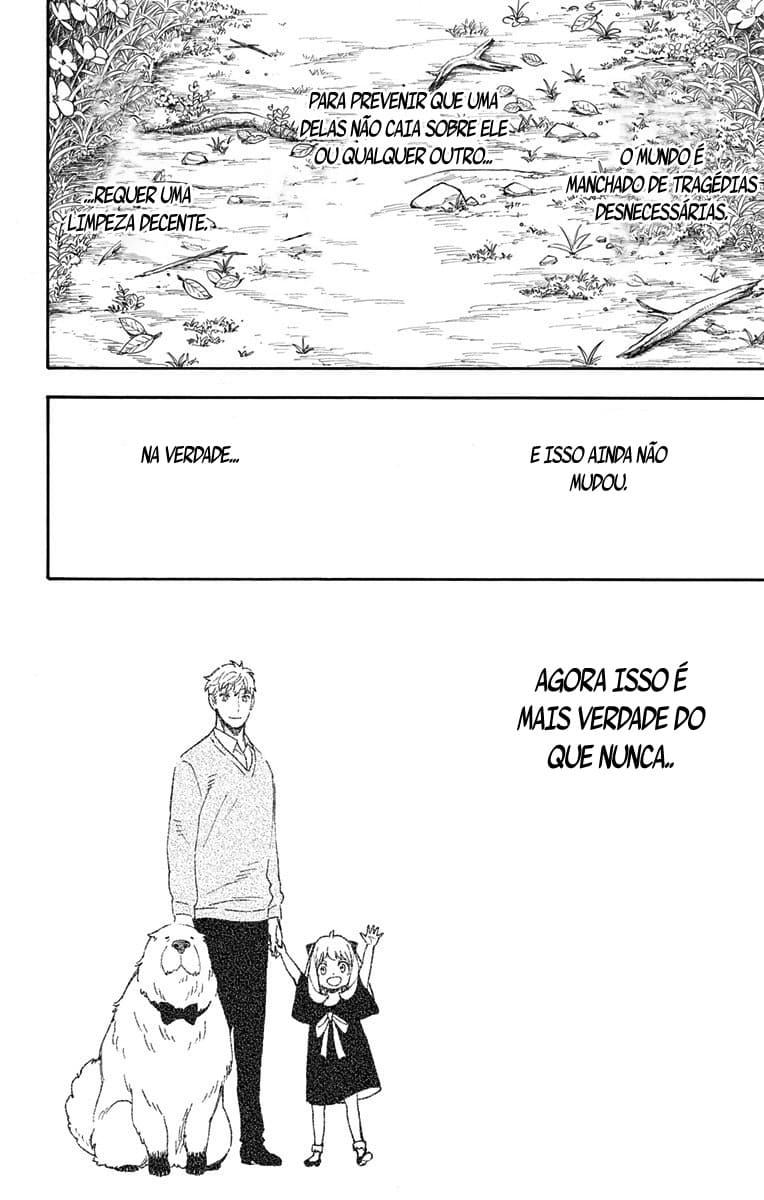 O MUNDO É
MANCHADO DE TRAGÉDIAS
DESNECESSÁRIAS.
PARA PREVENIR QUE UMA
DELAS NÃO CAIA SOBRE ELE
OU QUALQUER OUTRO...
...REQUER UMA
LIMPEZA DECENTE.
E ISSO AINDA NÃO
MUDOU.
NA VERDADE...
AGORA ISSO É
MAIS VERDADE DO
QUE NUNCA..